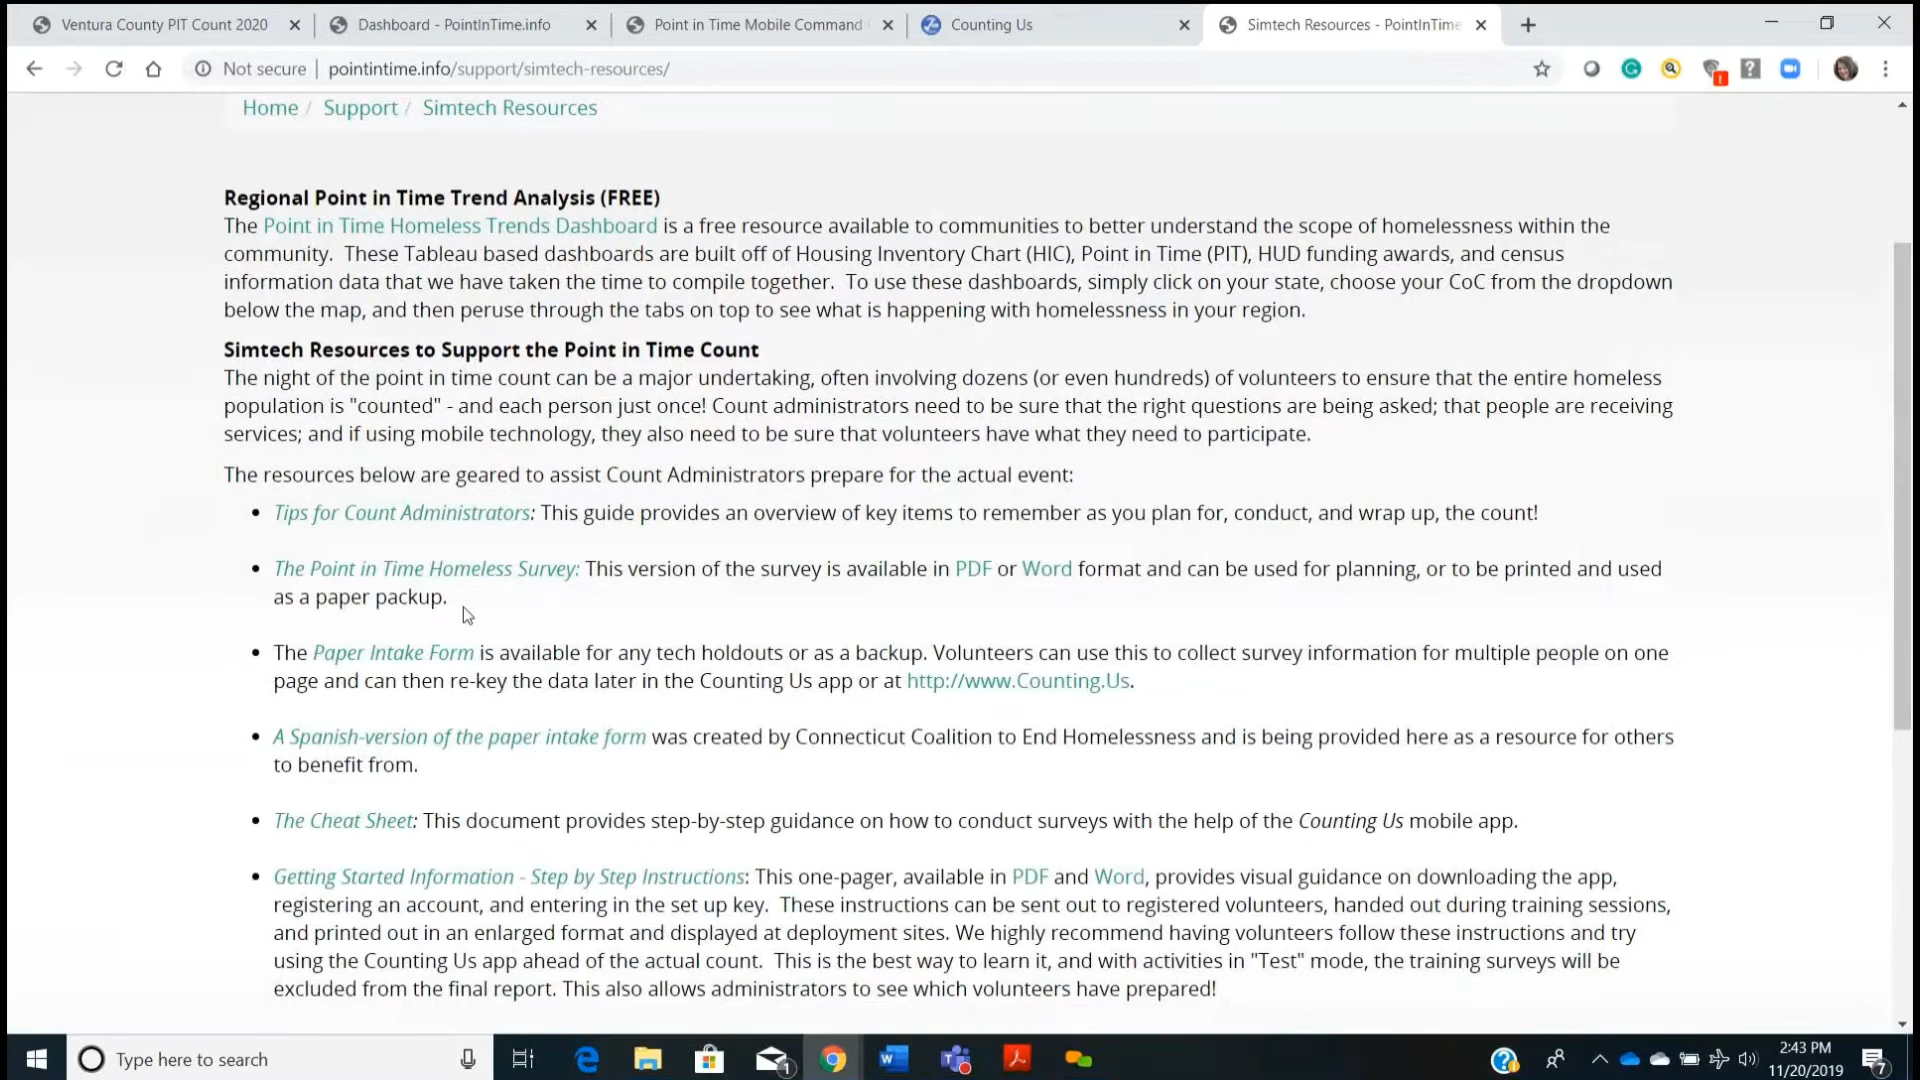 Ventura County PIT Count 2020
Dashboard - PointInTime.info
Point in Time Mobile Command
Counting Us
Simtech Resources - PointInTime
Not secure | pointintime.info/support/simtech-resources/
Home / Support / Simtech Resources
Regional Point in Time Trend Analysis (FREE)
The Point in Time Homeless Trends Dashboard is a free resource available to communities to better understand the scope of homelessness within the
community. These Tableau based dashboards are built off of Housing Inventory Chart (HIC), Point in Time (PIT), HUD funding awards, and census
information data that we have taken the time to compile together. To use these dashboards, simply click on your state, choose your CoC from the dropdown
below the map, and then peruse through the tabs on top to see what is happening with homelessness in your region.
Simtech Resources to Support the Point in Time Count
The night of the point in time count can be a major undertaking, often involving dozens (or even hundreds) of volunteers to ensure that the entire homeless
population is "counted" - and each person just once! Count administrators need to be sure that the right questions are being asked; that people are receiving
services; and if using mobile technology, they also need to be sure that volunteers have what they need to participate.
The resources below are geared to assist Count Administrators prepare for the actual event:
• Tips for Count Administrators: This guide provides an overview of key items to remember as you plan for, conduct, and wrap up, the count!
• The Point in Time Homeless Survey: This version of the survey is available in PDF or Word format and can be used for planning, or to be printed and used
as a paper packup.
• The Paper Intake Form is available for any tech holdouts or as a backup. Volunteers can use this to collect survey information for multiple people on one
page and can then re-key the data later in the Counting Us app or at http://www.Counting.Us.
• A Spanish-version of the paper intake form was created by Connecticut Coalition to End Homelessness and is being provided here as a resource for others
to benefit from.
• The Cheat Sheet: This document provides step-by-step guidance on how to conduct surveys with the help of the Counting Us mobile app.
• Getting Started Information - Step by Step Instructions: This one-pager, available in PDF and Word, provides visual guidance on downloading the app,
registering an account, and entering in the set up key. These instructions can be sent out to registered volunteers, handed out during training sessions,
and printed out in an enlarged format and displayed at deployment sites. We highly recommend having volunteers follow these instructions and try
using the Counting Us app ahead of the actual count. This is the best way to learn it, and with activities in "Test" mode, the training surveys will be
excluded from the final report. This also allows administrators to see which volunteers have prepared!
Type here to search
1
2:43 PM
11/20/2019
7